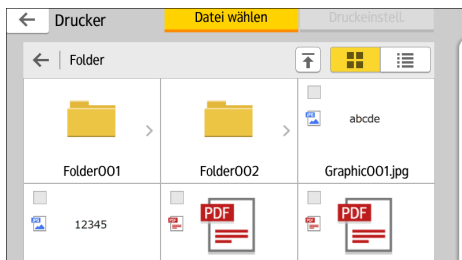 Drucker
Datei wählen
Druckeinstell.
Folder
abcde
Folder001
Folder002
Graphic001.jpg
12345
PDF
PDF